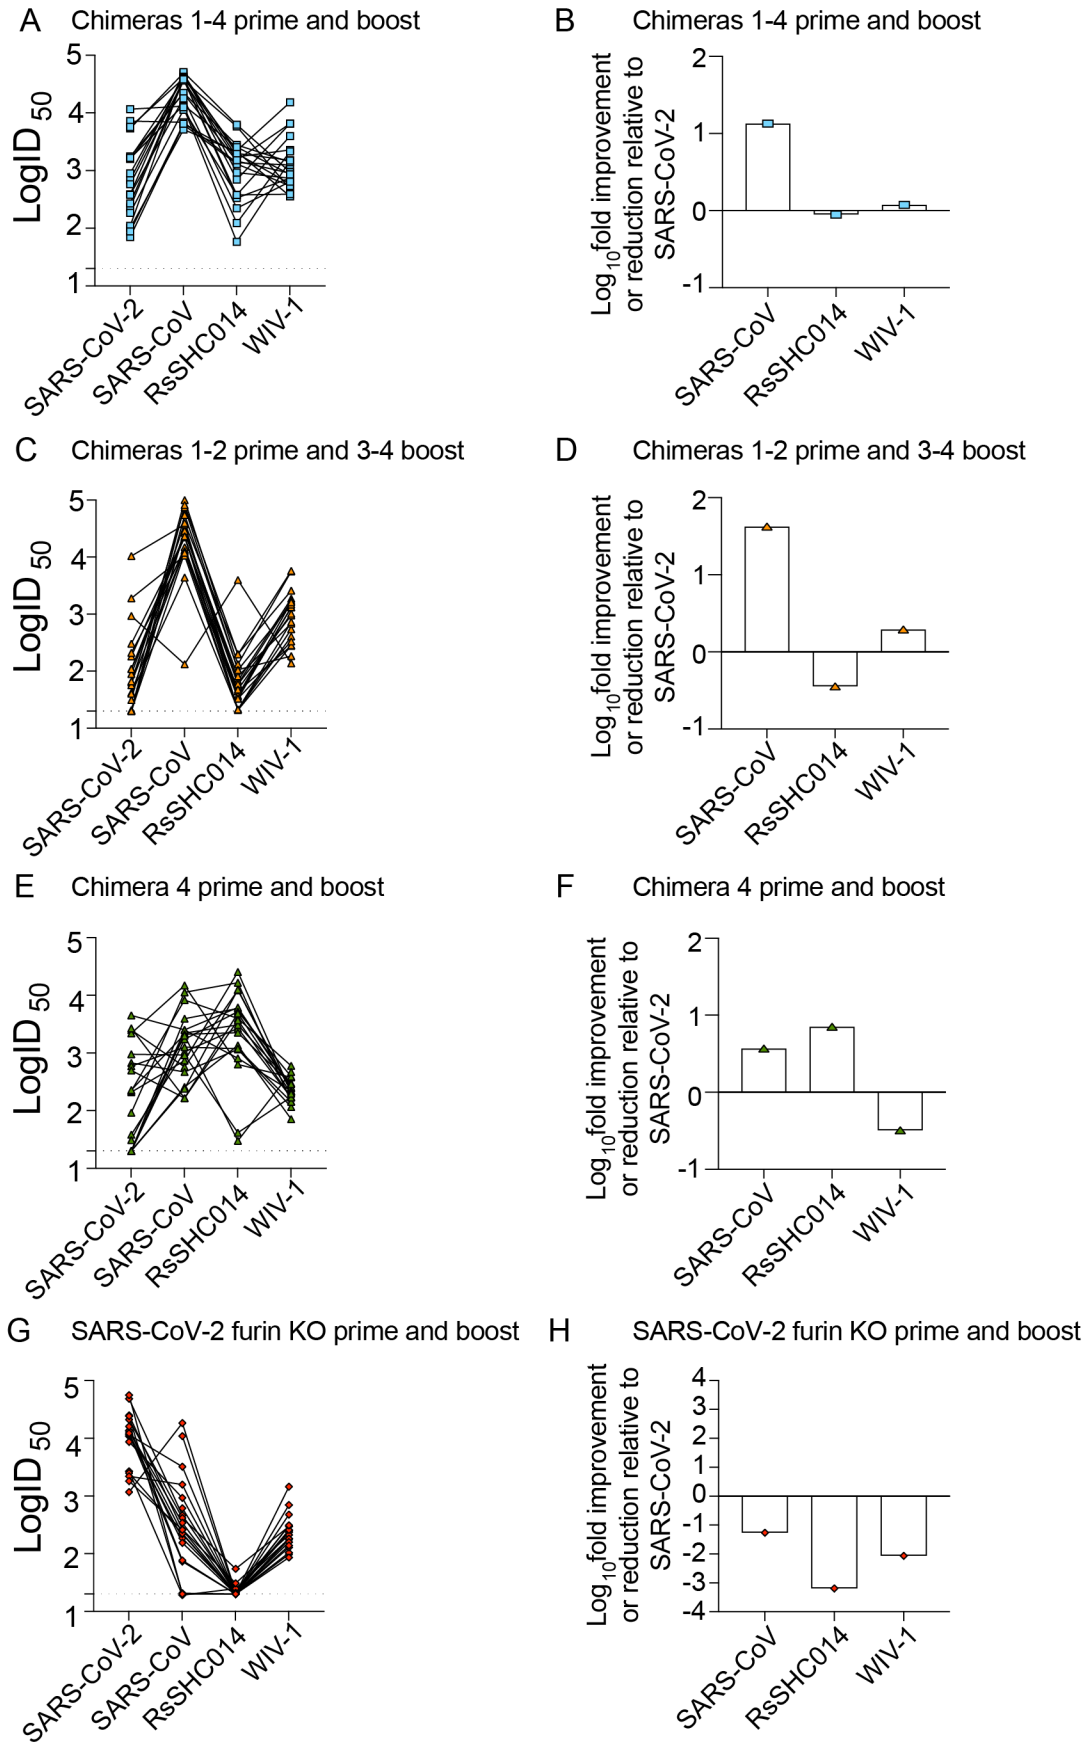 A Chimeras 1-4 prime and boost
LogID50
5
4
3
2
1
SARS-CoV-2
SARS-CoV
RsSHC014
WIV-1
B Chimeras 1-4 prime and boost
Log10fold improvement
or reduction relative to
SARS-CoV-2
2
1
0
-1
SARS-CoV
RsSHC014
WIV-1
C Chimeras 1-2 prime and 3-4 boost
LogID50
5
4
3
2
1
SARS-CoV-2
SARS-CoV
RsSHC014
WIV-1
D Chimeras 1-2 prime and 3-4 boost
Log10fold improvement
or reduction relative to
SARS-CoV-2
2
1
0
-1
SARS-CoV
RsSHC014
WIV-1
E Chimera 4 prime and boost
LogID50
5
4
3
2
1
SARS-CoV-2
SARS-CoV
RsSHC014
WIV-1
F Chimera 4 prime and boost
Log10fold improvement
or reduction relative to
SARS-CoV-2
2
1
0
-1
SARS-CoV
RsSHC014
WIV-1
G SARS-CoV-2 furin KO prime and boost
LogID50
5
4
3
2
1
SARS-CoV-2
SARS-CoV
RsSHC014
WIV-1
H SARS-CoV-2 furin KO prime and boost
Log10fold improvement
or reduction relative to
SARS-CoV-2
4
3
2
1
0
-1
-2
-3
-4
SARS-CoV
RsSHC014
WIV-1